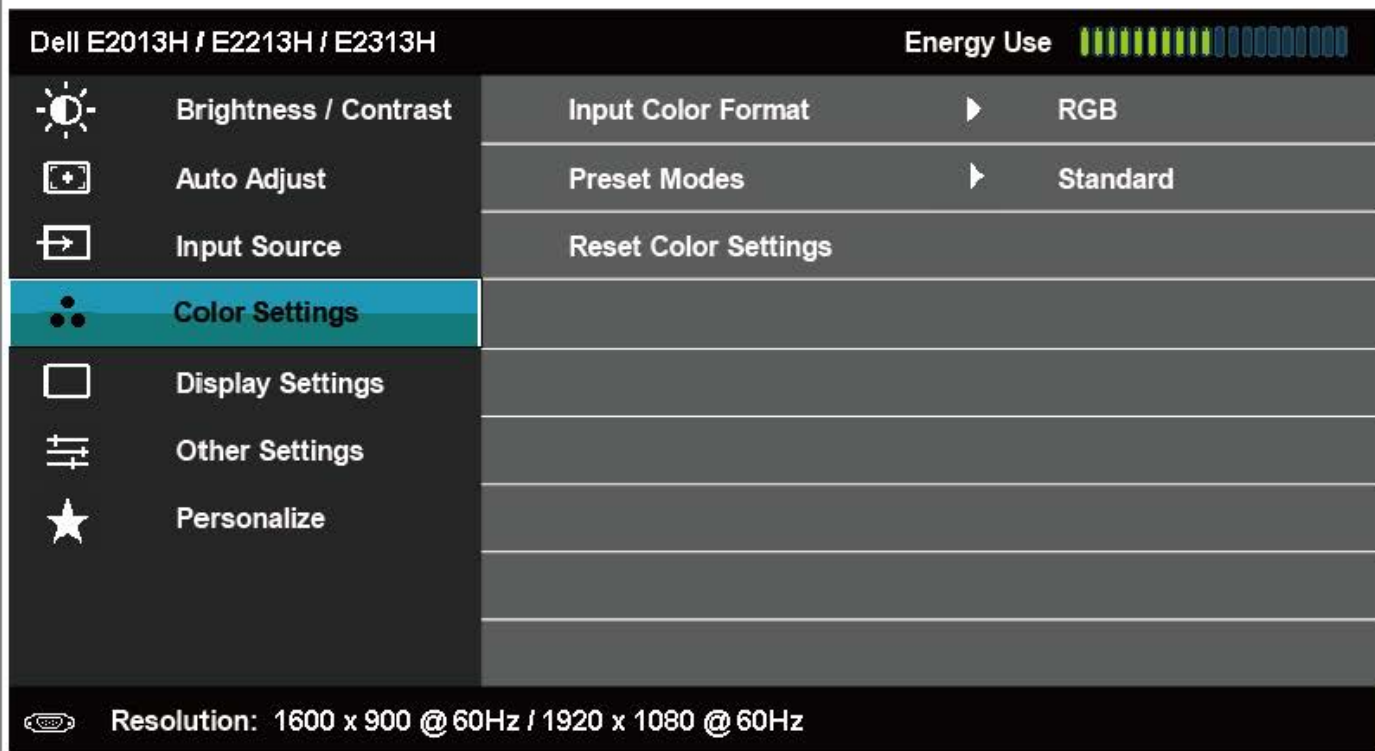 Dell E2013H / E2213H / E2313H Energy Use
Brightness / Contrast Input Color Format RGB
Auto Adjust Preset Modes Standard
Input Source Reset Color Settings
Color Settings
Display Settings
Other Settings
Personalize
Resolution: 1600 x 900 @ 60Hz / 1920 x 1080 @ 60Hz